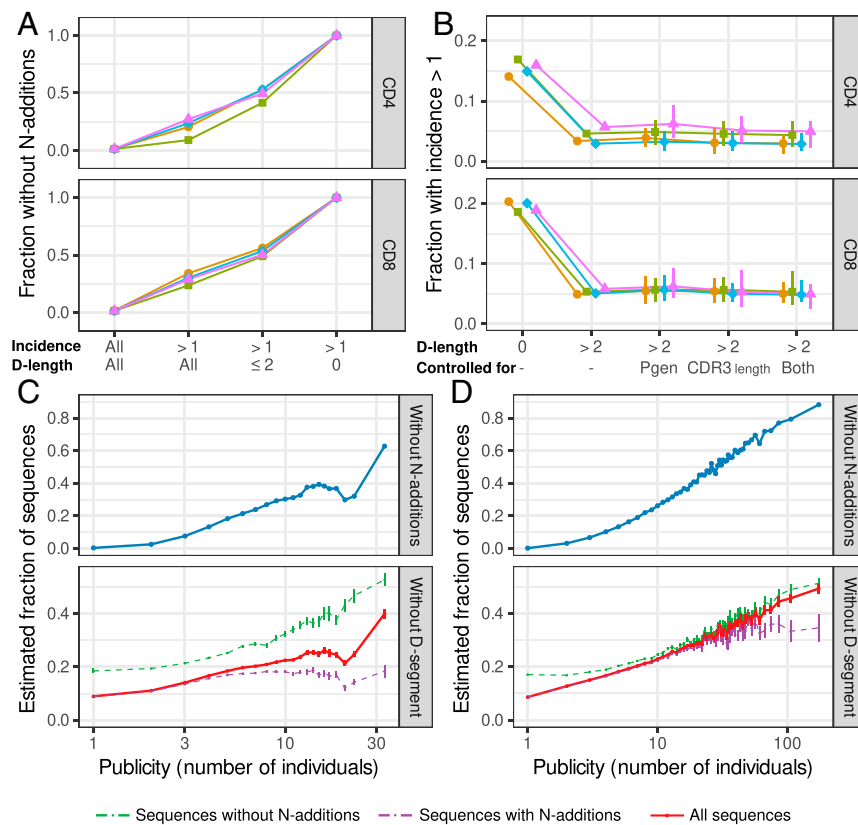 A
B
Fraction without N-additions
1.0
0.5
0.0
CD4
1.0
0.5
0.0
CD8
Incidence All > 1 > 1 > 1
D-length All All ≤ 2 0
Fraction with incidence > 1
0.2
0.1
0.0
CD4
0.2
0.1
0.0
CD8
D-length 0 > 2 > 2 > 2 > 2
Controlled for - - Pgen CDR3 length Both
C
D
Estimated fraction of sequences
0.8
0.6
0.4
0.2
0.0
Without N-additions
0.4
0.2
0.0
Without D-segment
1 3 10 30
Publicity (number of individuals)
Estimated fraction of sequences
0.8
0.6
0.4
0.2
0.0
Without N-additions
0.4
0.2
0.0
Without D-segment
1 10 100
Publicity (number of individuals)
Sequences without N-additions Sequences with N-additions All sequences